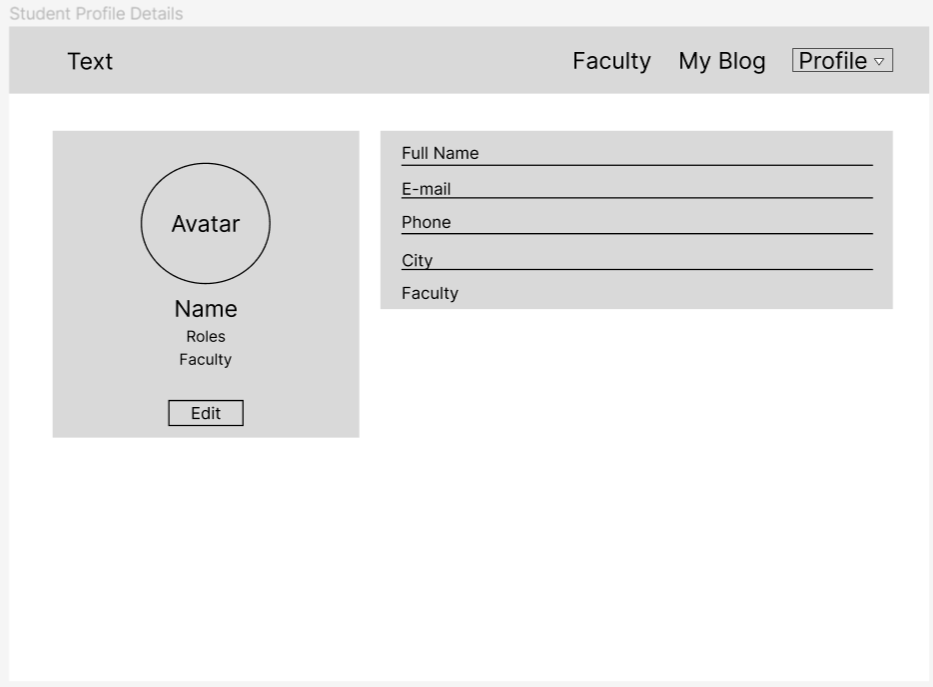 Student Profile Details
Text Faculty My Blog Profile
Avatar
Name
Roles
Faculty
Edit
Full Name
E-mail
Phone
City
Faculty